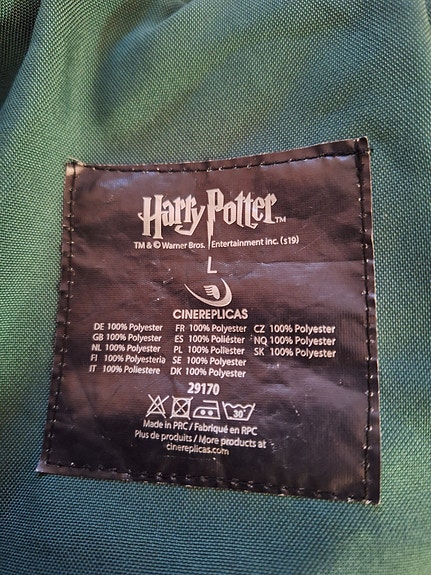 Harry Potter™
TM & © Warner Bros. Entertainment Inc. (s19)
L
CINEREPLICAS
DE 100% Polyester FR 100% Polyester CZ 100% Polyester
GB 100% Polyester ES 100% Poliéster NO 100% Polyester
NL 100% Polyester PL 100% Poliester SK 100% Polyester
FI 100% Polyesteria SE 100% Polyester
IT 100% Poliestere DK 100% Polyester
29170
30°
Made in PRC / Fabriqué en RPC
Plus de produits / More products at
cinereplicas.com